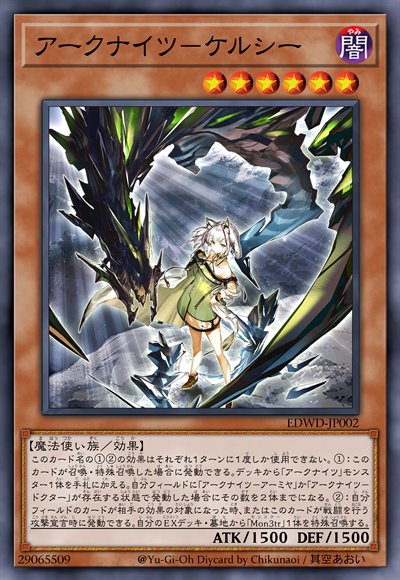 アークナイツ－ケルシー
闇
やみ
EDWD-JP002
【魔法使い族／効果】
このカード名の①②の効果はそれぞれ1ターンに1度しか使用できない。①：こ
のカードが召喚・特殊召喚した場合に発動できる。デッキから「アークナイツ」モンス
ター1体を手札に加える。自分フィールドに「アークナイツーアーミヤ」か「アークナイツー
ドクター」が存在する状態で発動した場合にその数を2体までになる。②：自分
フィールドのカードが相手の効果の対象になった時、またはこのカードが戦闘を行う
攻撃宣言時に発動できる。自分のEXデッキ・墓地から「Mon3tr」1体を特殊召喚する。
ATK/1500 DEF/1500
29065509
@Yu-Gi-Oh Diycard by Chikunaoi / 其空あおい